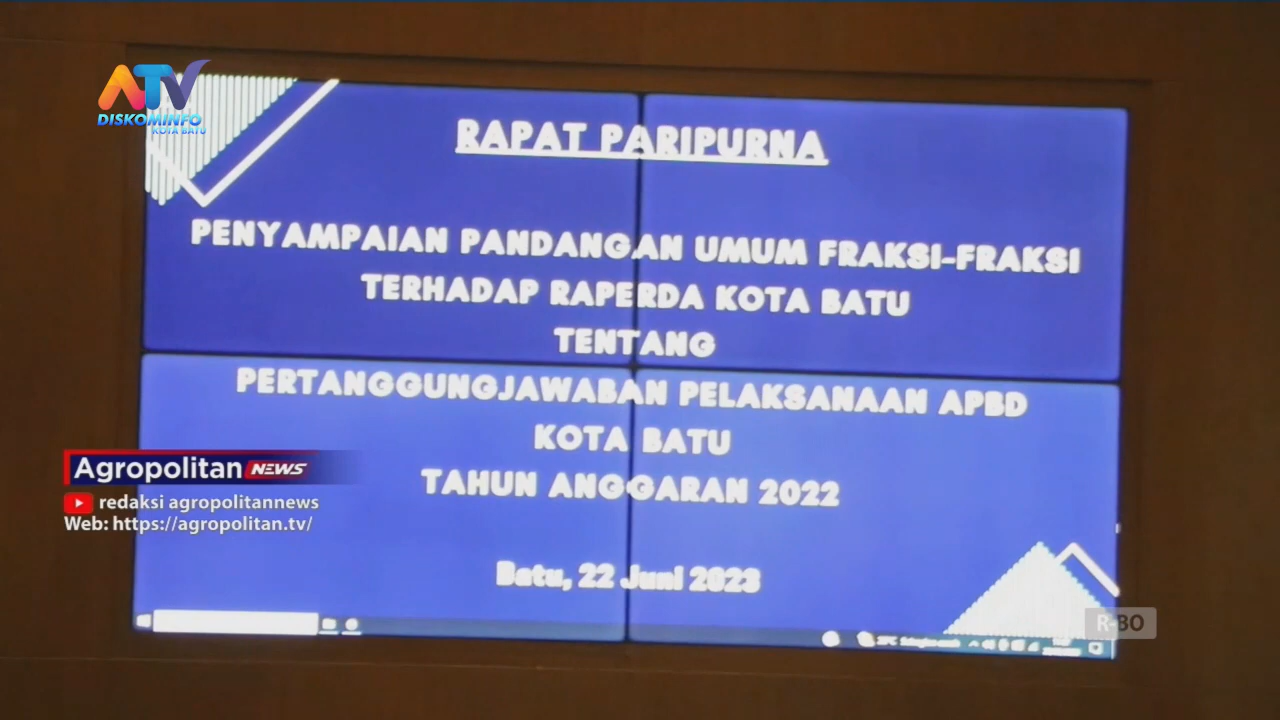 ATV
DISKOMINFO
KOTA BATU
RAPAT PARIPURNA
PENYAMPAIAN PANDANGAN UMUM FRAKSI-FRAKSI
TERHADAP RAPERDA KOTA BATU
TENTANG
PERTANGGUNGJAWABAN PELAKSANAAN APBD
KOTA BATU
TAHUN ANGGARAN 2022
Batu, 22 Juni 2023
Agropolitan NEWS
redaksi agropolitannews
Web: https://agropolitan.tv/
R-BO